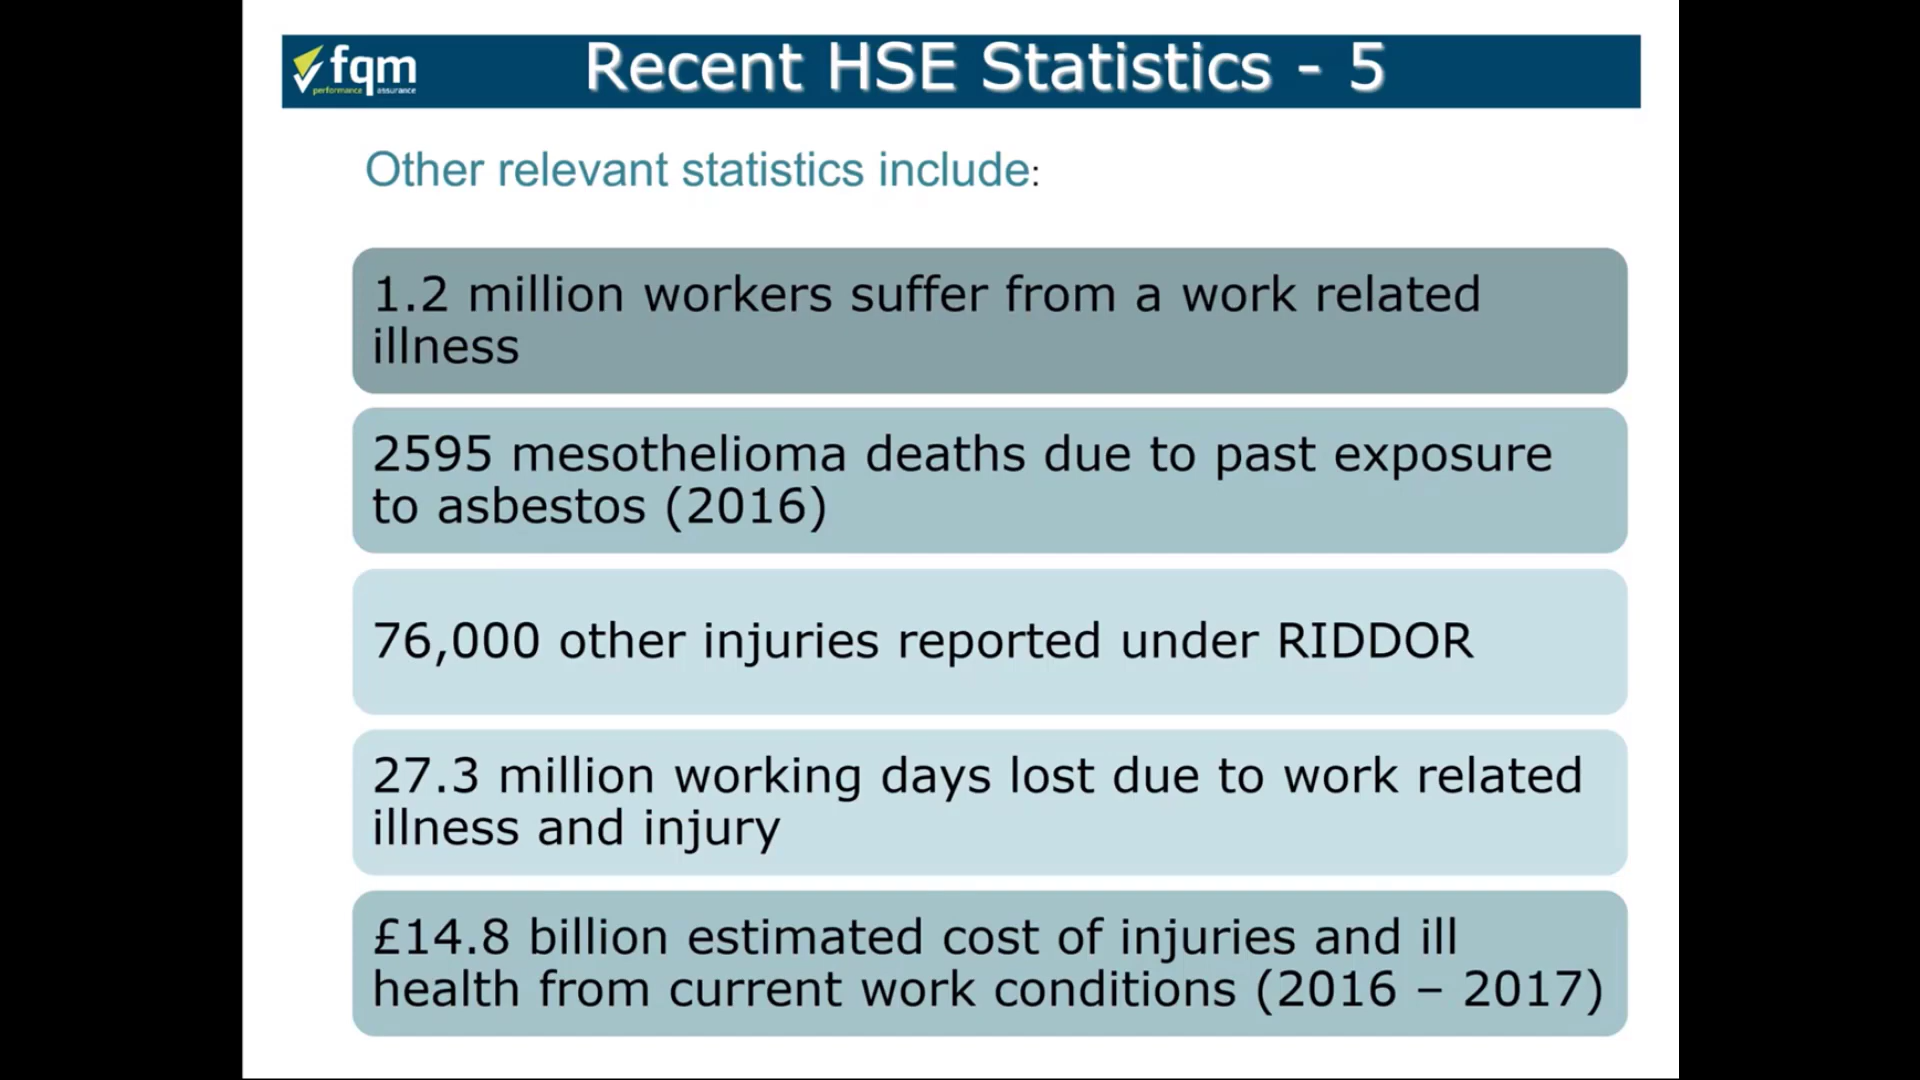 fqm
performance assurance
Recent HSE Statistics - 5
Other relevant statistics include:
1.2 million workers suffer from a work related
illness
2595 mesothelioma deaths due to past exposure
to asbestos (2016)
76,000 other injuries reported under RIDDOR
27.3 million working days lost due to work related
illness and injury
£14.8 billion estimated cost of injuries and ill
health from current work conditions (2016 – 2017)